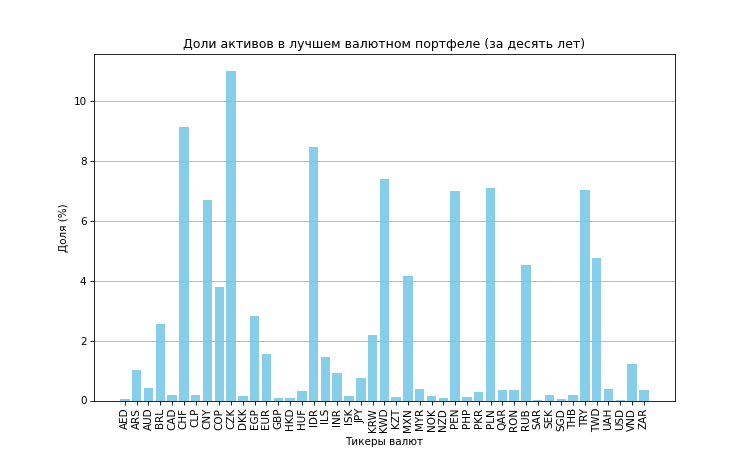 Доли активов в лучшем валютном портфеле (за десять лет)
Доля (%)
10
8
6
4
2
0
AED
ARS
AUD
BRL
CAD
CHF
CLP
CNY
COP
CZK
DKK
EGP
EUR
GBP
HKD
HUF
IDR
ILS
INR
ISK
JPY
KRW
KWD
KZT
MXN
MYR
NOK
NZD
PEN
PHP
PKR
PLN
QAR
RON
RUB
SAR
SEK
SGD
THB
TRY
TWD
UAH
USD
VND
ZAR
Тикеры валют